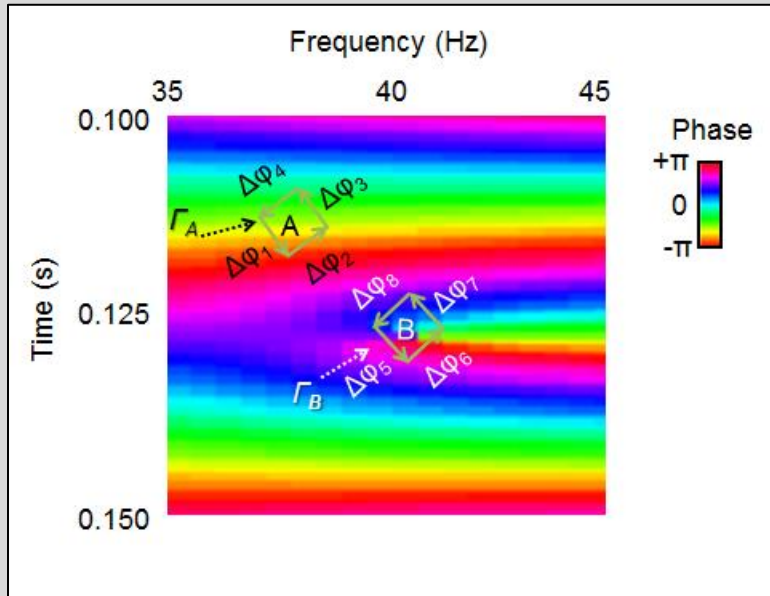 Frequency (Hz)
35 40 45
Time (s)
0.100
0.125
0.150
Phase
+π
0
-π
Δφ4
Δφ3
ΓA
A
Δφ1
Δφ2
Δφ8
Δφ7
B
Δφ5
Δφ6
ΓB